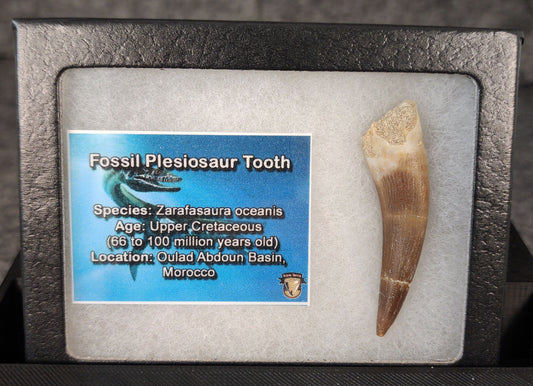 Fossil Plesiosaur Tooth
Species: Zarafasaura oceanis
Age: Upper Cretaceous
(66 to 100 million years old)
Location: Oulad Abdoun Basin,
Morocco